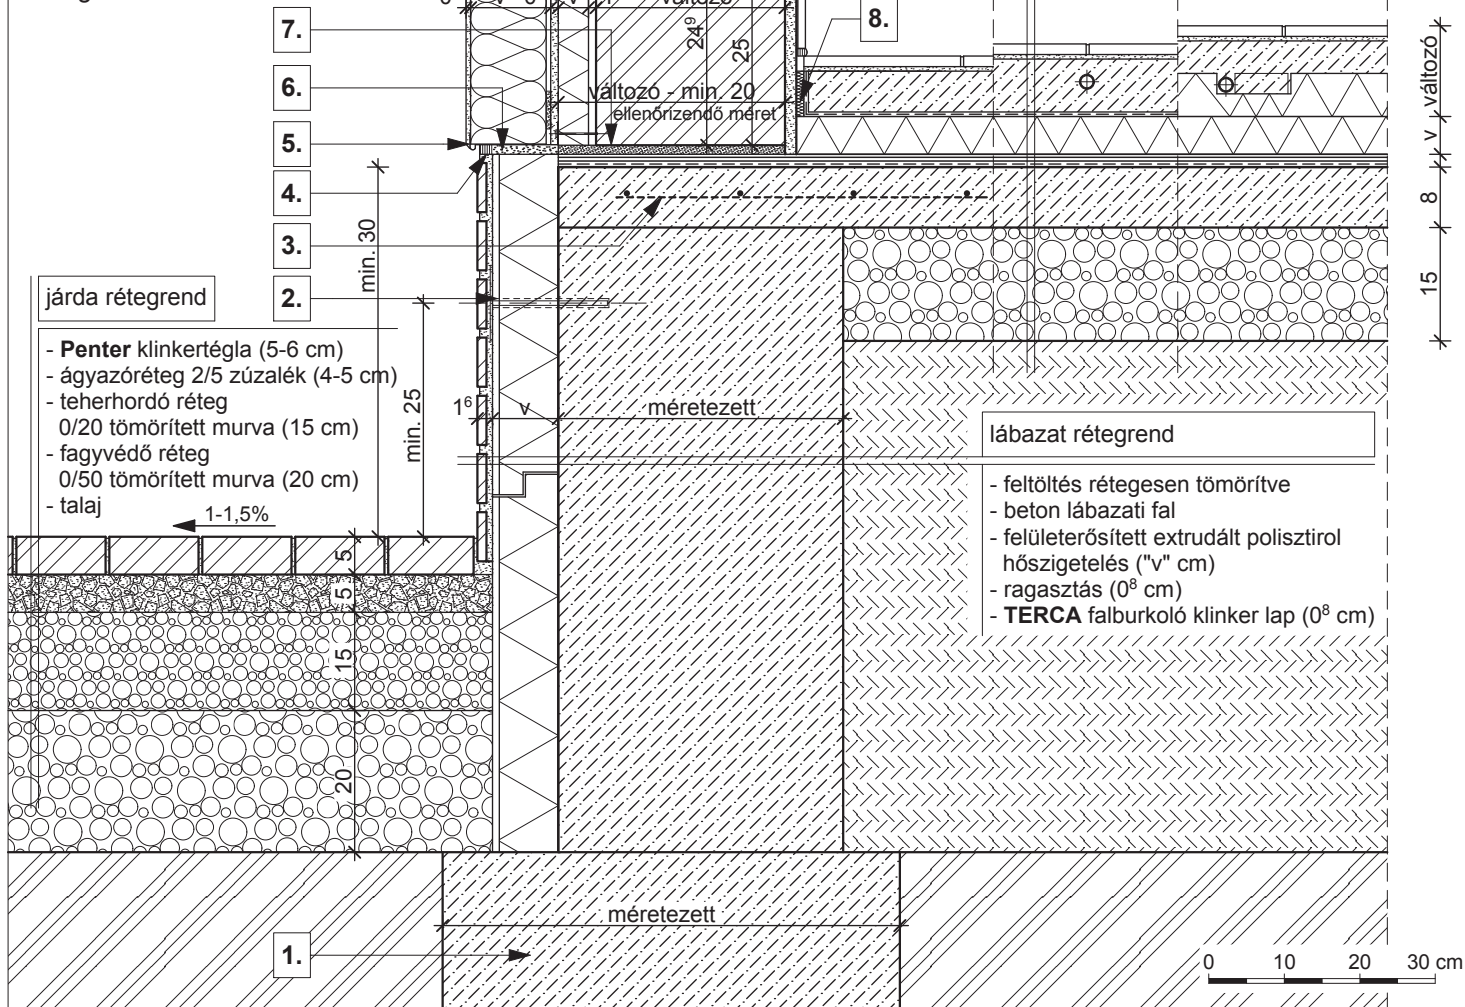 7.
8.
24⁹
25
6.
változó - min. 20
ellenőrizendő méret
v változó
5.
4.
8
3.
min. 30
15
járda rétegrend
2.
- Penter klinkertégla (5-6 cm)
- ágyazóréteg 2/5 zúzalék (4-5 cm)
- teherhordó réteg
0/20 tömörített murva (15 cm)
- fagyvédő réteg
0/50 tömörített murva (20 cm)
- talaj
min. 25
1⁶
v
méretezett
lábazat rétegrend
- feltöltés rétegesen tömörítve
- beton lábazati fal
- felületerősített extrudált polisztirol
hőszigetelés ("v" cm)
- ragasztás (0⁸ cm)
- TERCA falburkoló klinker lap (0⁸ cm)
1-1,5%
5
5
15
20
méretezett
1.
0 10 20 30 cm